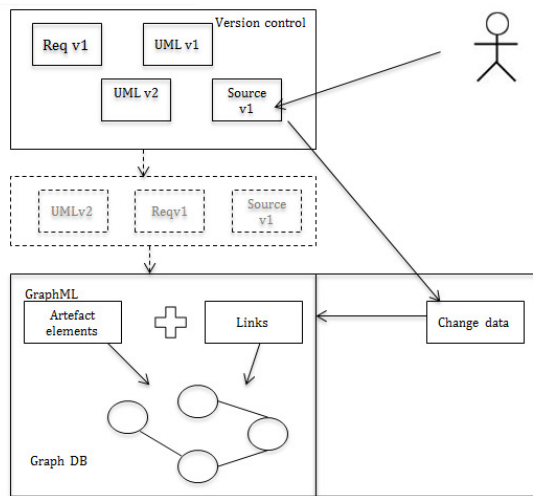 Version control
Req v1
UML v1
UML v2
Source
v1
UMLv2
Reqv1
Source
v1
GraphML
Artefact
elements
Links
Change data
Graph DB